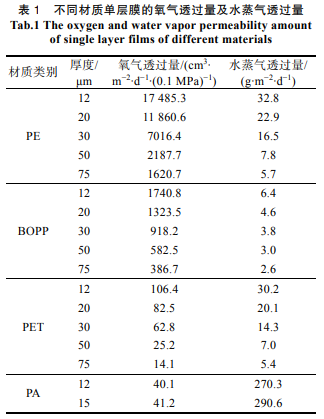 表 1 不同材质单层膜的氧气透过量及水蒸气透过量
Tab.1 The oxygen and water vapor permeability amount
of single layer films of different materials
材质类别 厚度/μm 氧气透过量/(cm³·m⁻²·d⁻¹·(0.1 MPa)⁻¹) 水蒸气透过量/(g·m⁻²·d⁻¹)
PE 12 17 485.3 32.8
20 11 860.6 22.9
30 7016.4 16.5
50 2187.7 7.8
75 1620.7 5.7
BOPP 12 1740.8 6.4
20 1323.5 4.6
30 918.2 3.8
50 582.5 3.0
75 386.7 2.6
PET 12 106.4 30.2
20 82.5 20.1
30 62.8 14.3
50 25.2 7.0
75 14.1 5.4
PA 12 40.1 270.3
15 41.2 290.6